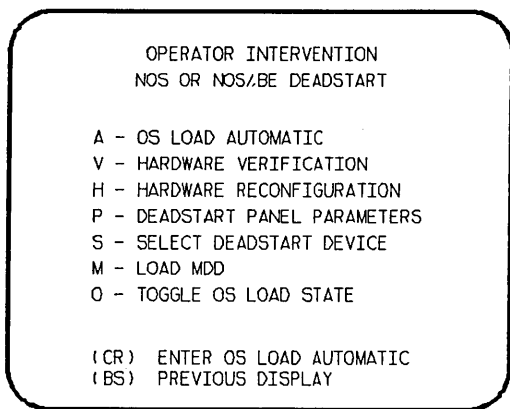 OPERATOR INTERVENTION
NOS OR NOS/BE DEADSTART
A - OS LOAD AUTOMATIC
V - HARDWARE VERIFICATION
H - HARDWARE RECONFIGURATION
P - DEADSTART PANEL PARAMETERS
S - SELECT DEADSTART DEVICE
M - LOAD MDD
O - TOGGLE OS LOAD STATE
(CR) ENTER OS LOAD AUTOMATIC
(BS) PREVIOUS DISPLAY